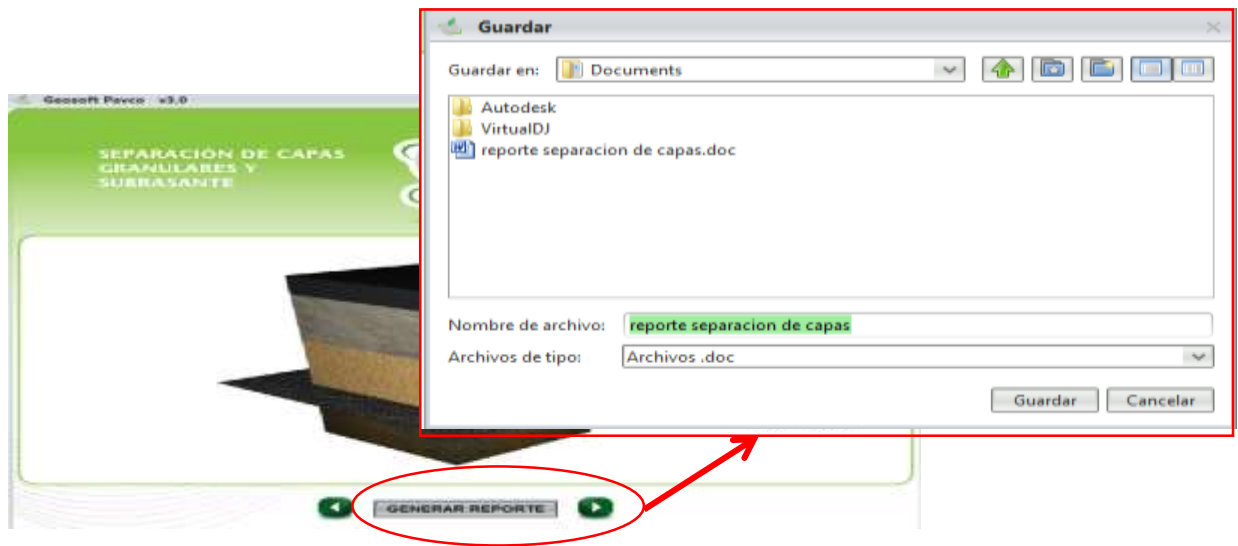 Guardar
Guardar en:
Documents
Autodesk
VirtualDJ
reporte separacion de capas.doc
Nombre de archivo:
reporte separacion de capas
Archivos de tipo:
Archivos .doc
Guardar
Cancelar
Geosoft Pavco v3.0
SEPARACIÓN DE CAPAS
GRANULARES Y
SUBRASANTE
GENERAR REPORTE